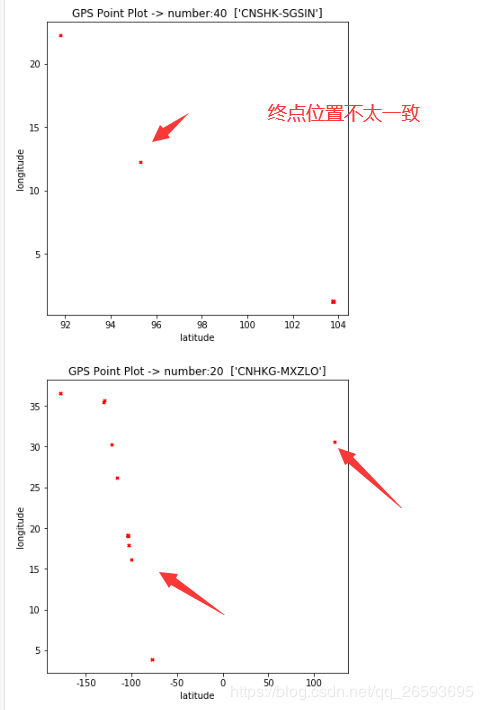 GPS Point Plot -> number:40 ['CNSHK-SGSIN']
20
终点位置不太一致
15
longitude
10
5
92 94 96 98 100 102 104
latitude
GPS Point Plot -> number:20 ['CNHKG-MXZLO']
35
30
25
longitude
20
15
10
5
-150 -100 -50 0 50 100
latitude
https://blog.csdn.net/qq_26593695